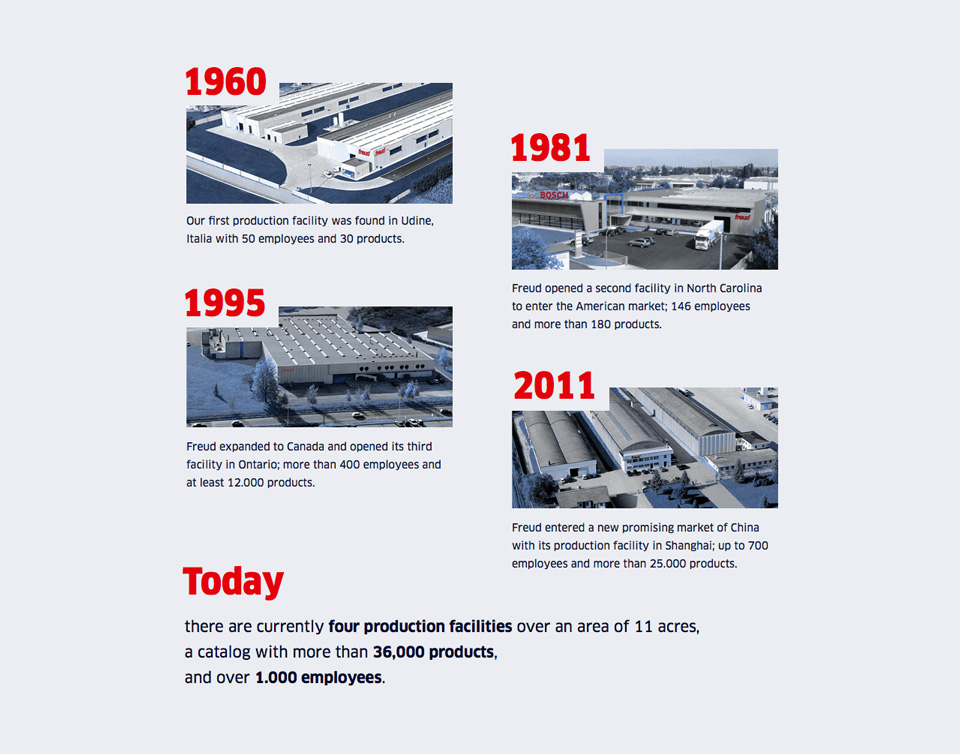 1960
freud freud
Our first production facility was found in Udine,
Italia with 50 employees and 30 products.
1981
BOSCH
freud
Freud opened a second facility in North Carolina
to enter the American market; 146 employees
and more than 180 products.
1995
Freud expanded to Canada and opened its third
facility in Ontario; more than 400 employees and
at least 12.000 products.
2011
freud
Freud entered a new promising market of China
with its production facility in Shanghai; up to 700
employees and more than 25.000 products.
Today
there are currently four production facilities over an area of 11 acres,
a catalog with more than 36,000 products,
and over 1.000 employees.